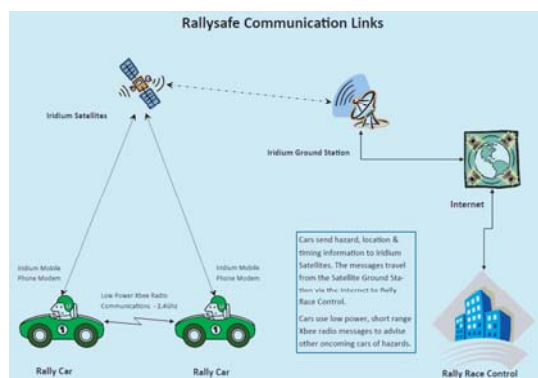 Rallysafe Communication Links
Iridium Satellites
Iridium Ground Station
Internet
Iridium Mobile
Phone Modem
Iridium Mobile
Phone Modem
Low Power Xbee Radio
Communications - 2.4Ghz
1
1
Rally Car
Rally Car
Cars send hazard, location &
timing information to Iridium
Satellites. The messages travel
from the Satellite Ground Sta-
tion via the Internet to Rally
Race Control.
Cars use low power, short range
Xbee radio messages to advise
other oncoming cars of hazards.
Rally Race Control